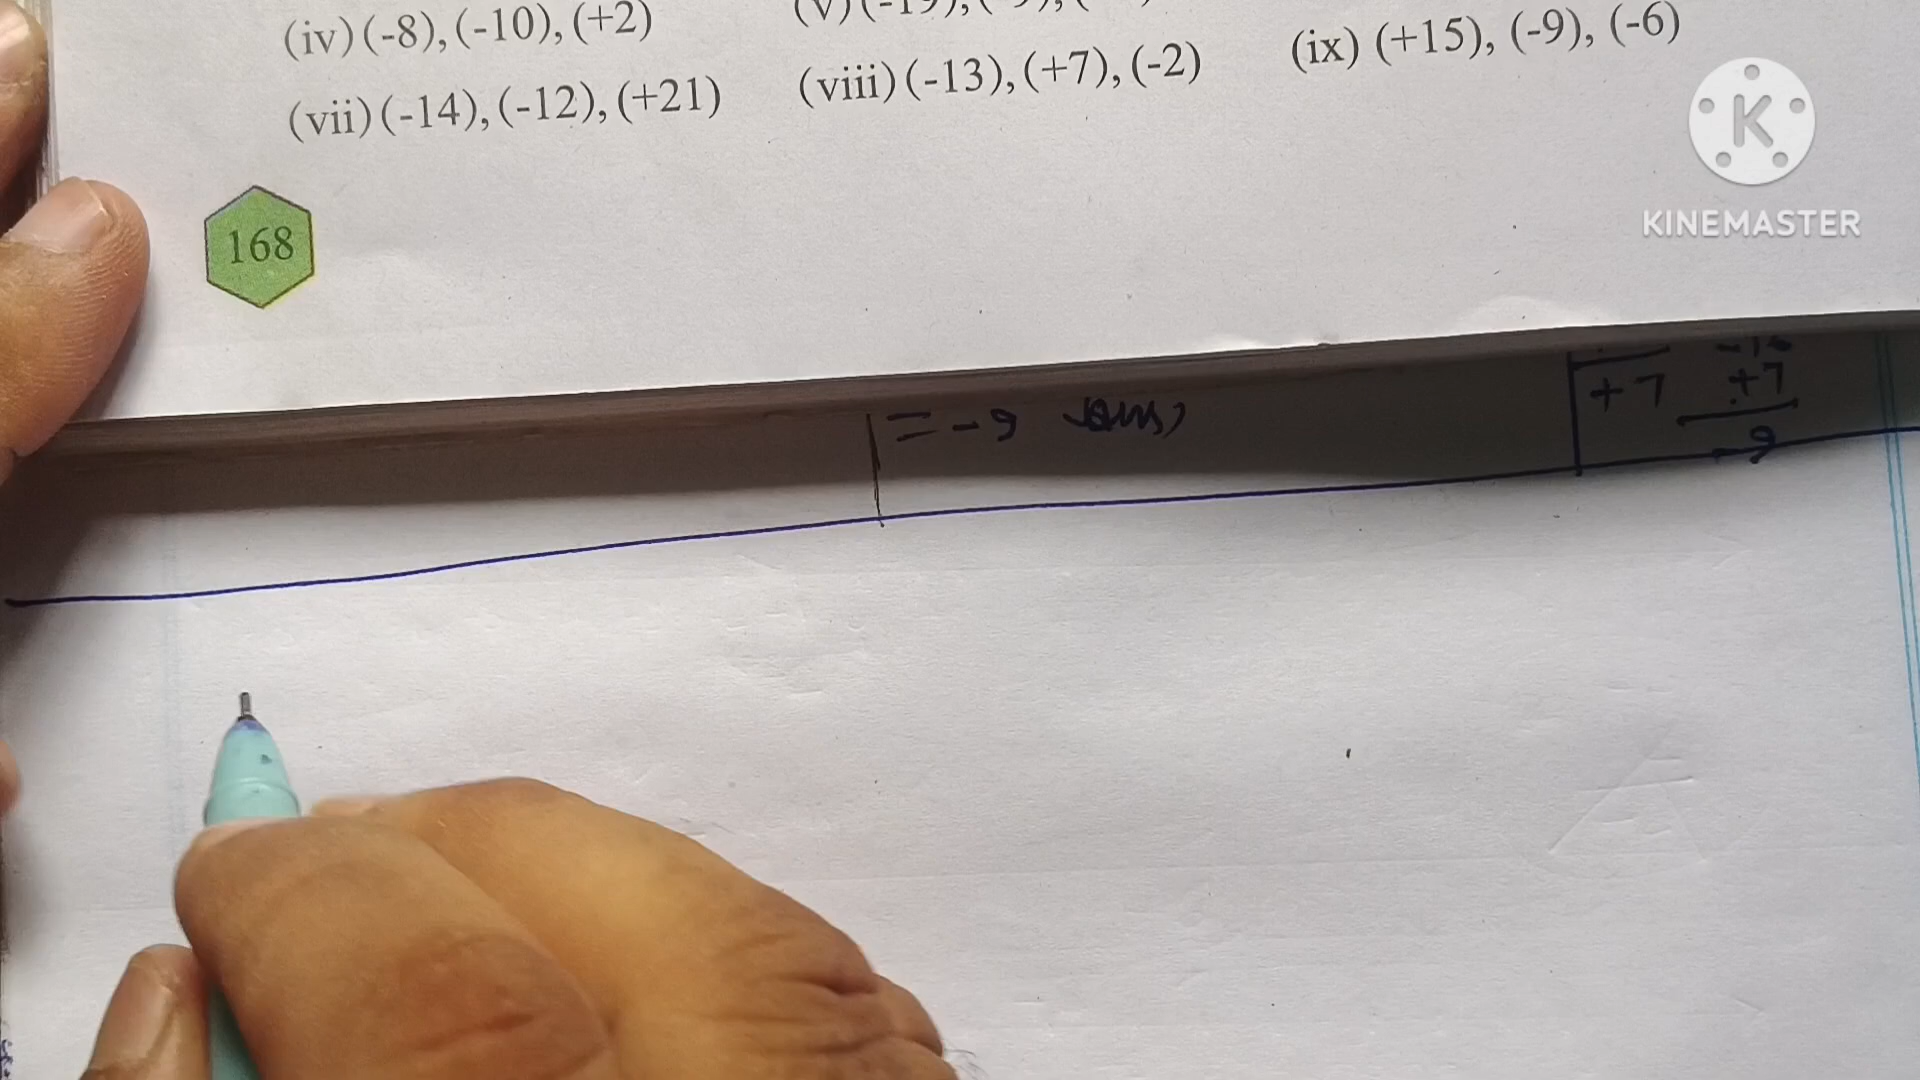 (iv) (-8), (-10), (+2)
(ix) (+15), (-9), (-6)
(vii) (-14), (-12), (+21)
(viii) (-13), (+7), (-2)
K
KINEMASTER
168
+7
+7
= -9 Ans,
-9